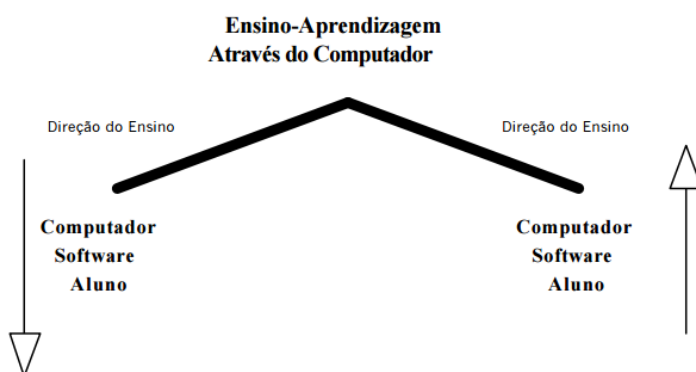 Ensino-Aprendizagem
Através do Computador
Direção do Ensino
Direção do Ensino
Computador
Software
Aluno
Computador
Software
Aluno